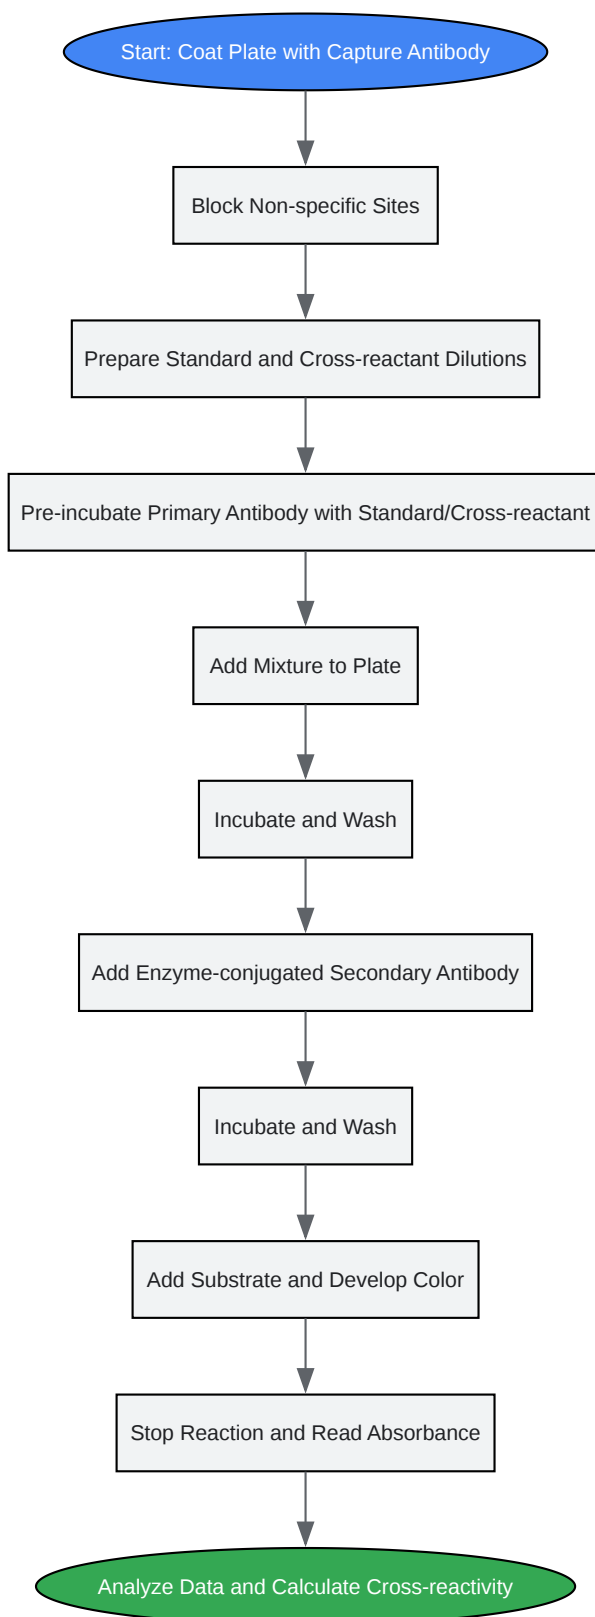 Start: Coat Plate with Capture Antibody
Block Non-specific Sites
Prepare Standard and Cross-reactant Dilutions
Pre-incubate Primary Antibody with Standard/Cross-reactant
Add Mixture to Plate
Incubate and Wash
Add Enzyme-conjugated Secondary Antibody
Incubate and Wash
Add Substrate and Develop Color
Stop Reaction and Read Absorbance
Analyze Data and Calculate Cross-reactivity